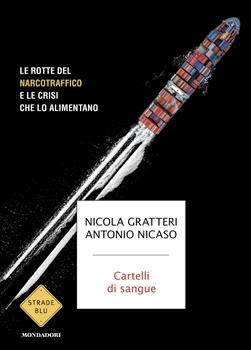 LE ROTTE DEL
NARCOTRAFFICO
E LE CRISI
CHE LO ALIMENTANO
NICOLA GRATTERI
ANTONIO NICASO
Cartelli
di sangue
STRADE
BLU
MONDADORI